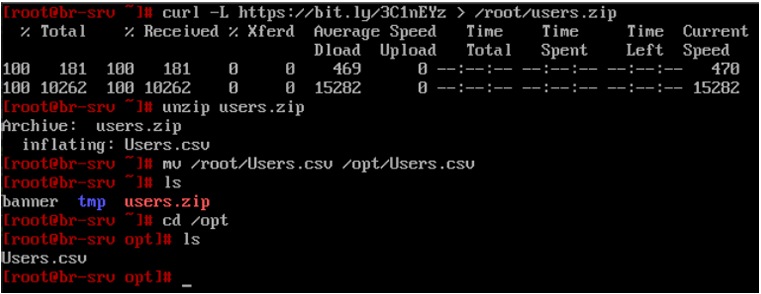 [root@br-srv ~]# curl -L https://bit.ly/3C1nEYz > /root/users.zip
% Total % Received % Xferd Average Speed Time Time Time Current
Dload Upload Total Spent Left Speed
100 181 100 181 0 0 469 0 --:--:-- --:--:-- --:--:-- 470
100 10262 100 10262 0 0 15282 0 --:--:-- --:--:-- --:--:-- 15282
[root@br-srv ~]# unzip users.zip
Archive: users.zip
inflating: Users.csv
[root@br-srv ~]# mv /root/Users.csv /opt/Users.csv
[root@br-srv ~]# ls
banner tmp users.zip
[root@br-srv ~]# cd /opt
[root@br-srv opt]# ls
Users.csv
[root@br-srv opt]# _